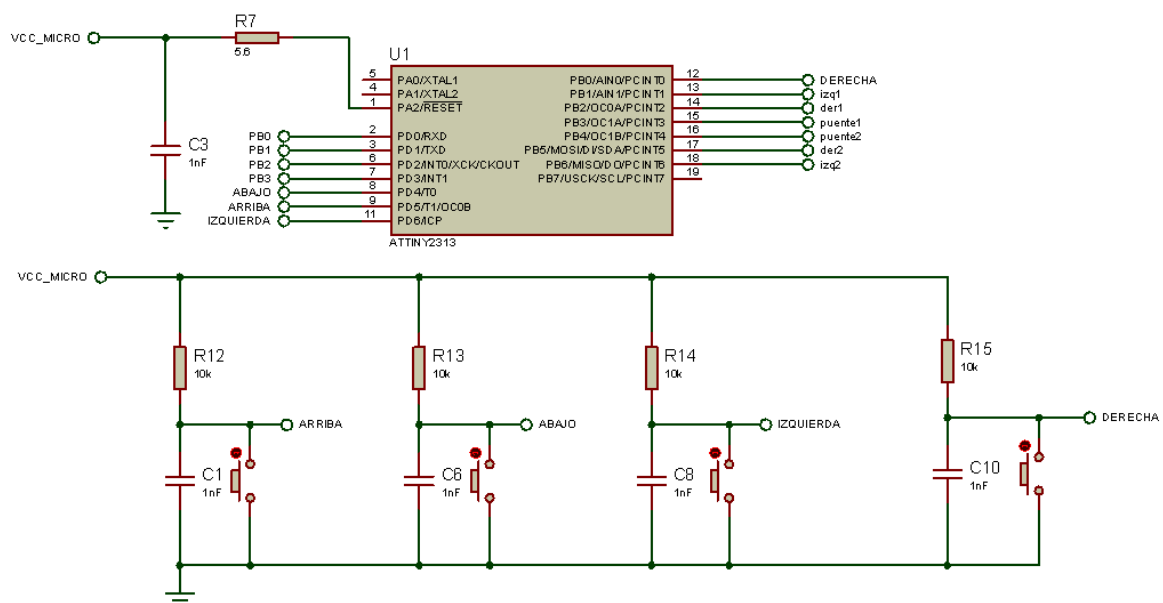 R7
VCC_MICRO
5.6
U1
5 PA0/XTAL1 PB0/AIN0/PCINT0 12 DERECHA
4 PA1/XTAL2 PB1/AIN1/PCINT1 13 izq1
1 PA2/RESET PB2/OC0A/PCINT2 14 der1
PB3/OC1A/PCINT3 15 puente1
PB0 2 PD0/RXD PB4/OC1B/PCINT4 16 puente2
PB1 3 PD1/TXD PB5/MOSI/DI/SDA/PCINT5 17 der2
PB2 6 PD2/INT0/XCK/CKOUT PB6/MISO/DO/PCINT6 18 izq2
PB3 7 PD3/INT1 PB7/USCK/SCL/PCINT7 19
ABAJO 8 PD4/T0
ARRIBA 9 PD5/T1/OC0B
IZQUIERDA 11 PD6/ICP
C3
1nF
ATTINY2313
VCC_MICRO
R12
10k
R13
10k
R14
10k
R15
10k
ARRIBA
ABAJO
IZQUIERDA
DERECHA
C1
1nF
C6
1nF
C8
1nF
C10
1nF